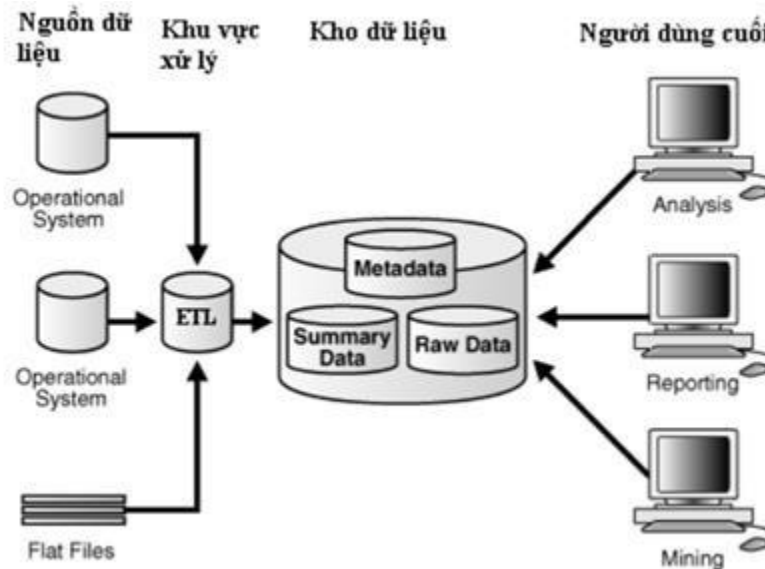 Nguồn dữ
liệu
Khu vực
xử lý
Kho dữ liệu
Người dùng cuối
Operational
System
Operational
System
Flat Files
ETL
Metadata
Summary
Data
Raw Data
Analysis
Reporting
Mining